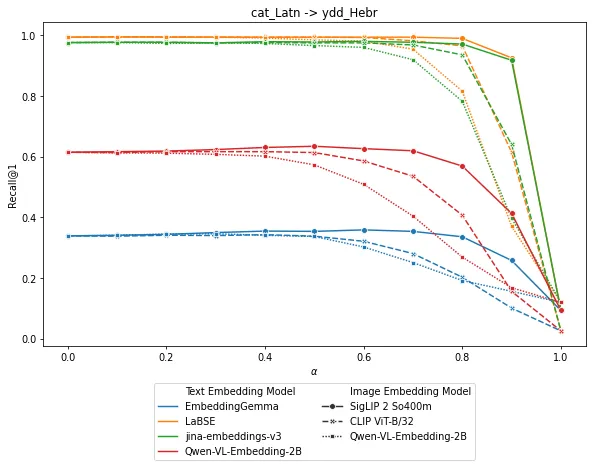 cat_Latn -> ydd_Hebr
1.0
0.8
0.6
0.4
0.2
0.0
Recall@1
0.0 0.2 0.4 0.6 0.8 1.0
α
Text Embedding Model Image Embedding Model
EmbeddingGemma SigLIP 2 So400m
LaBSE CLIP ViT-B/32
jina-embeddings-v3 Qwen-VL-Embedding-2B
Qwen-VL-Embedding-2B